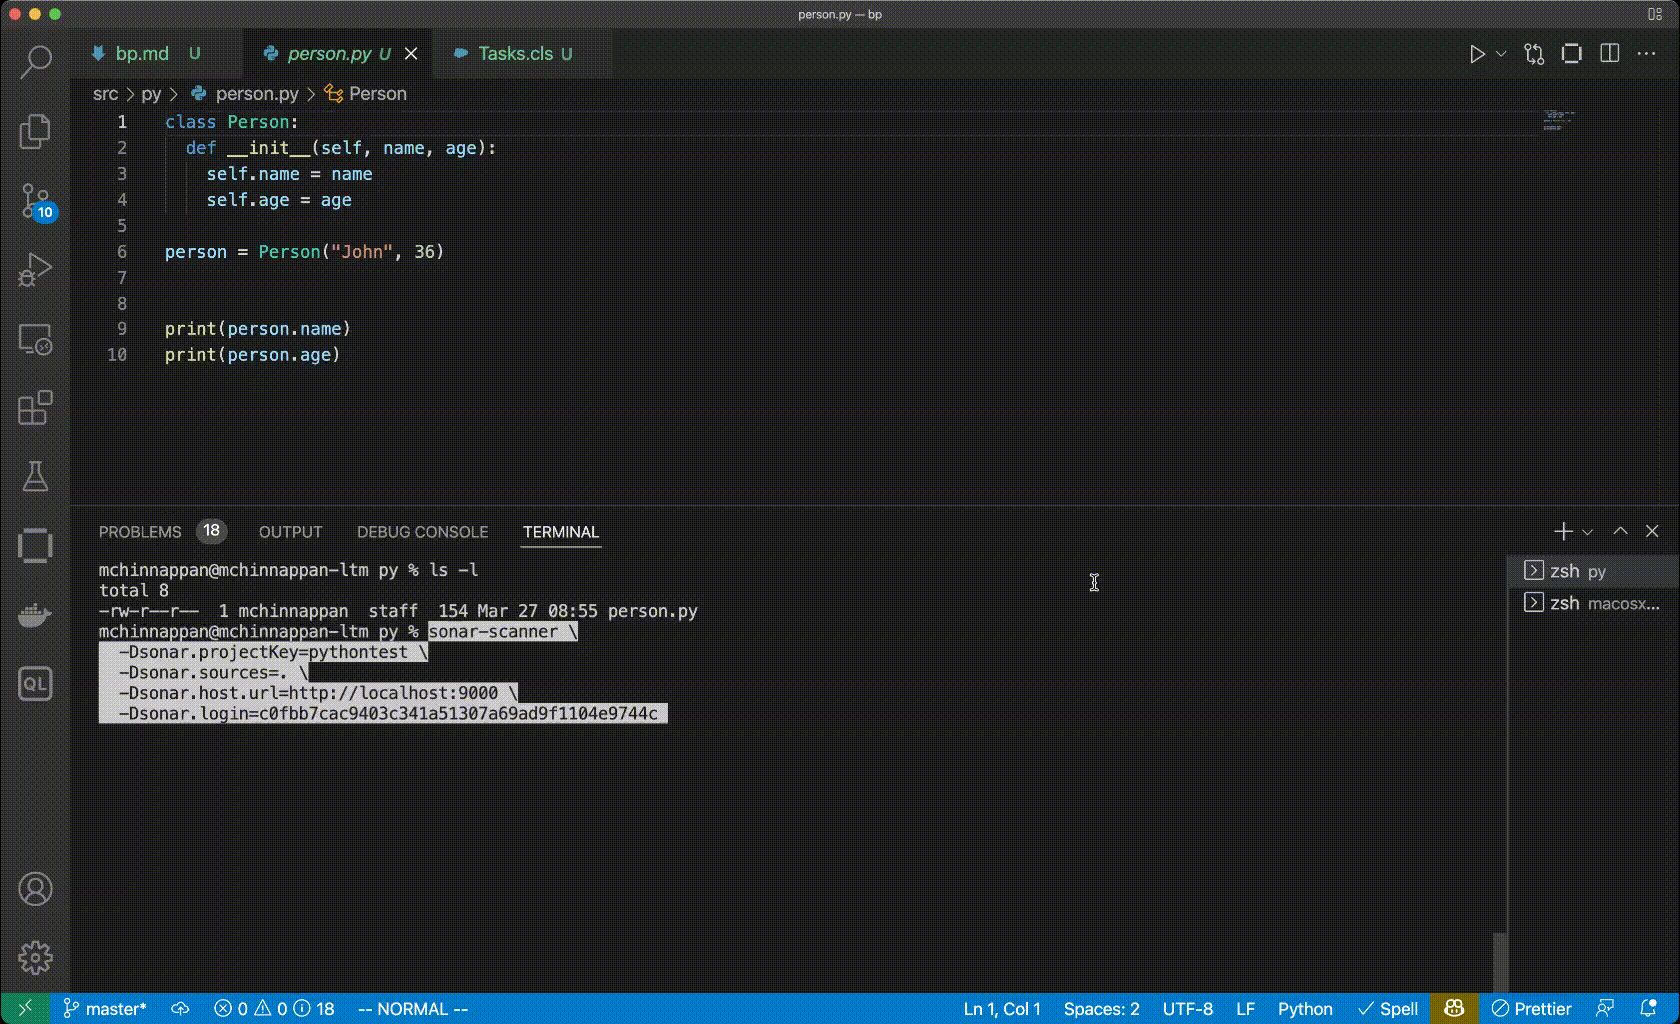 person.py — bp
bp.md U
person.py U
Tasks.cls U
src > py > person.py > Person
1 class Person:
2 def __init__(self, name, age):
3 self.name = name
4 self.age = age
5
6 person = Person("John", 36)
7
8
9 print(person.name)
10 print(person.age)
10
QL
PROBLEMS 18 OUTPUT DEBUG CONSOLE TERMINAL
mchinnappan@mchinnappan-ltm py % ls -l
total 8
-rw-r--r-- 1 mchinnappan staff 154 Mar 27 08:55 person.py
mchinnappan@mchinnappan-ltm py % sonar-scanner \
-Dsonar.projectKey=pythontest \
-Dsonar.sources=. \
-Dsonar.host.url=http://localhost:9000 \
-Dsonar.login=c0fbb7cac9403c341a51307a69ad9f1104e9744c
zsh py
zsh macosx...
master* 0 0 18 -- NORMAL -- Ln 1, Col 1 Spaces: 2 UTF-8 LF Python Spell Prettier